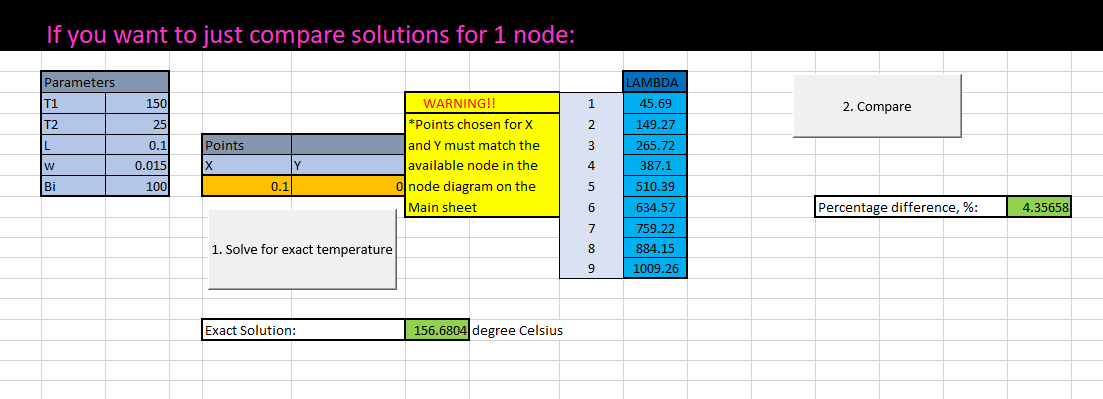 If you want to just compare solutions for 1 node:
Parameters
T1 150
T2 25
L 0.1
w 0.015
Bi 100
Points
X Y
0.1 0
WARNING!!
*Points chosen for X
and Y must match the
available node in the
node diagram on the
Main sheet
LAMBDA
1 45.69
2 149.27
3 265.72
4 387.1
5 510.39
6 634.57
7 759.22
8 884.15
9 1009.26
2. Compare
Percentage difference, %: 4.35658
1. Solve for exact temperature
Exact Solution: 156.6804 degree Celsius